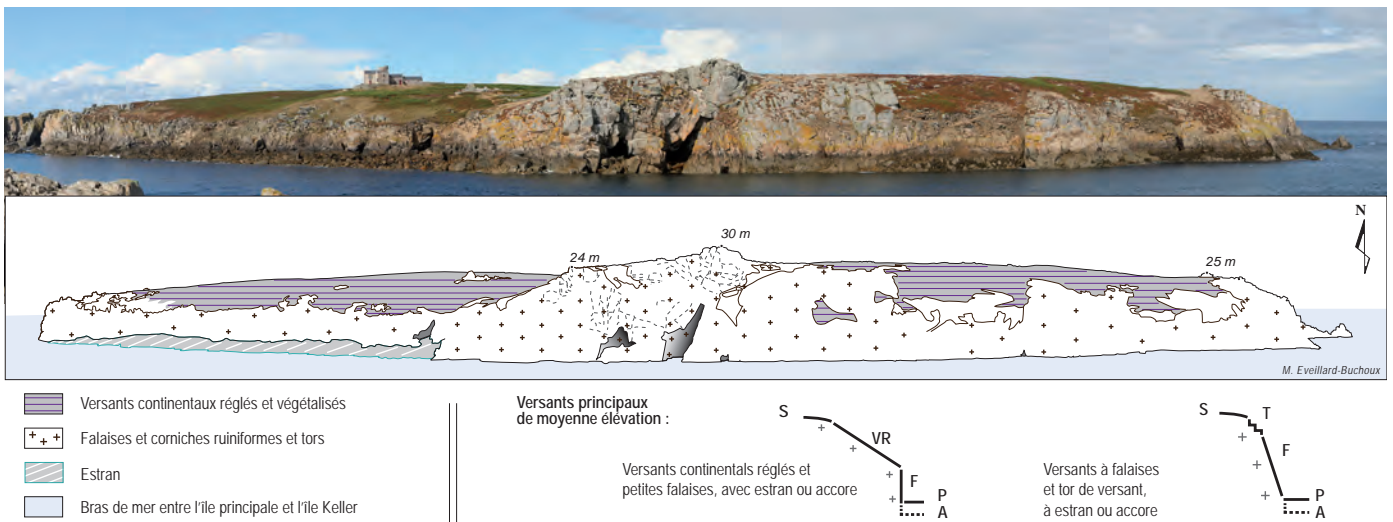 N
30 m
24 m
25 m
M. Eveillard-Buchoux
Versants continentaux réglés et végétalisés
Falaises et corniches ruiniformes et tors
Estran
Bras de mer entre l'île principale et l'île Keller
Versants principaux
de moyenne élévation :
Versants continentals réglés et
petites falaises, avec estran ou accore
S
VR
F
P
A
Versants à falaises
et tor de versant,
à estran ou accore
S
T
F
P
A